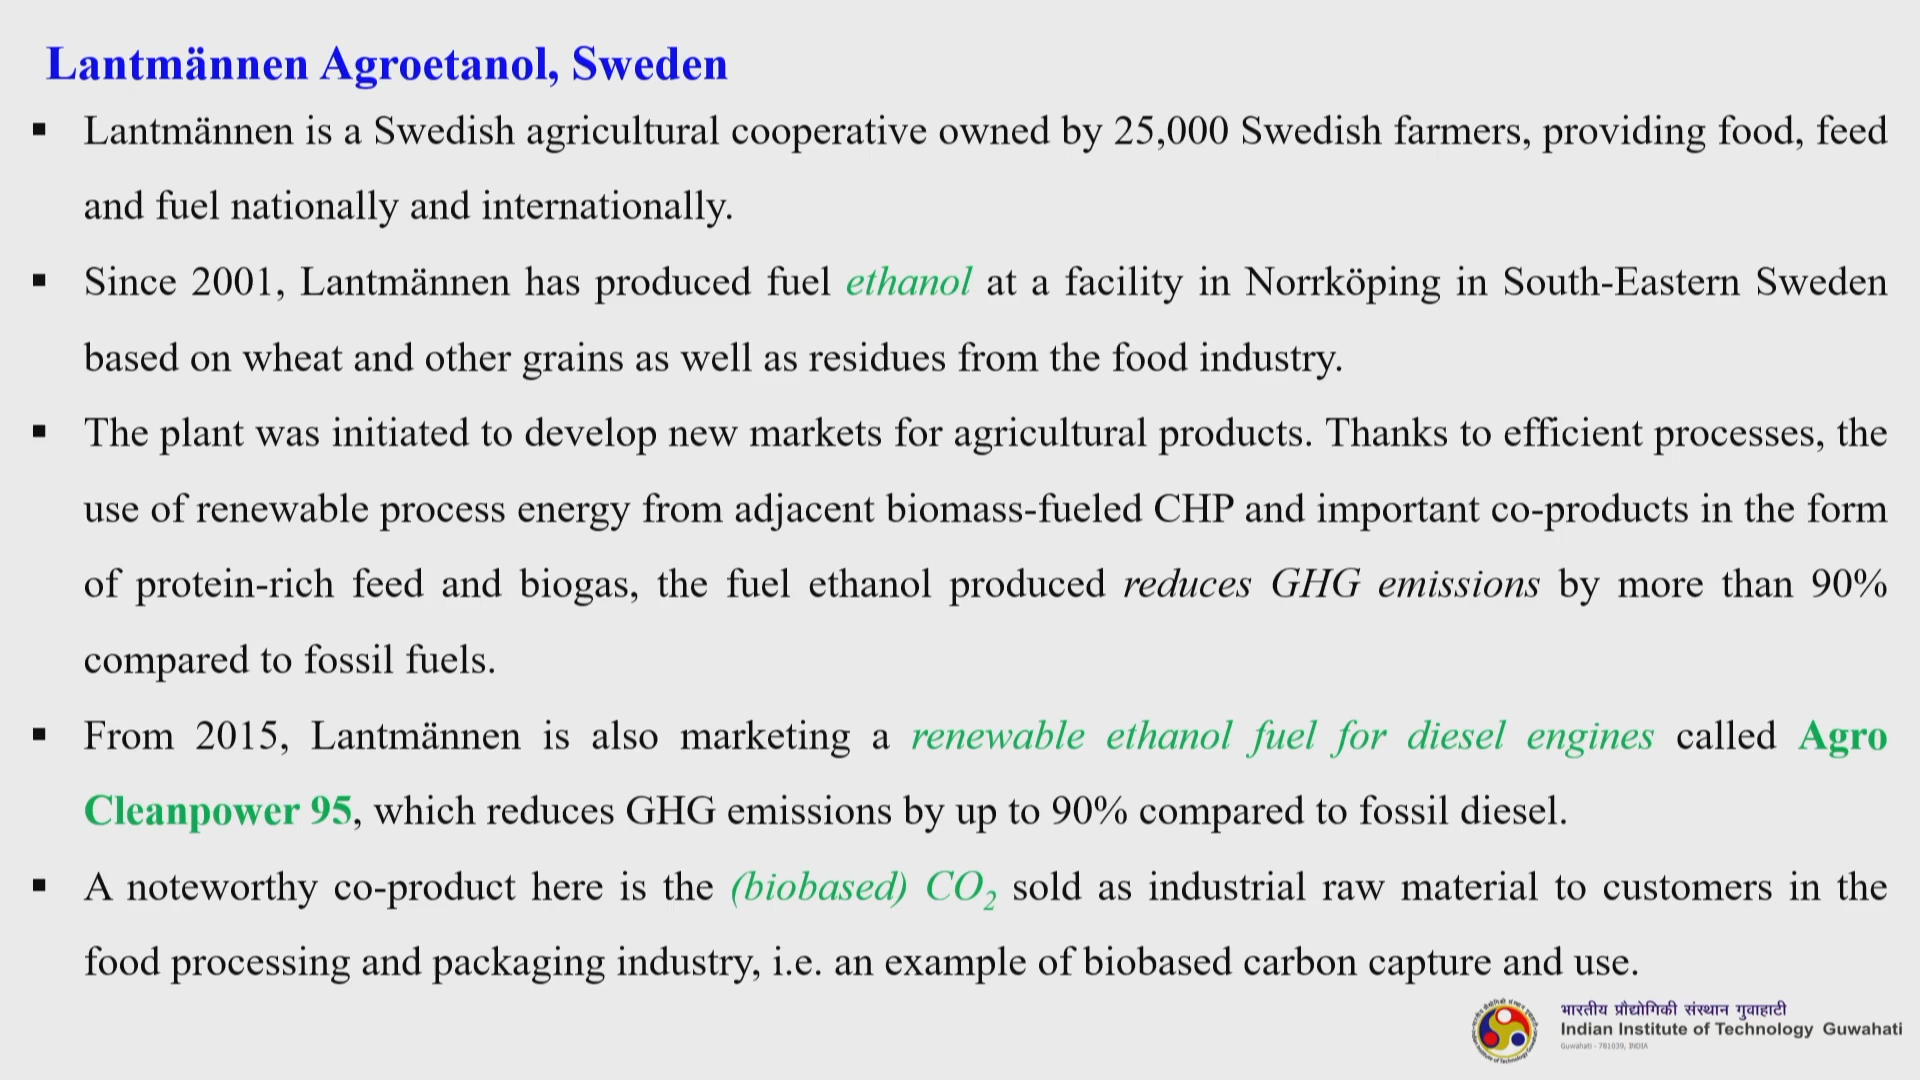 Lantmännen Agroetanol, Sweden
▪ Lantmännen is a Swedish agricultural cooperative owned by 25,000 Swedish farmers, providing food, feed
and fuel nationally and internationally.
▪ Since 2001, Lantmännen has produced fuel ethanol at a facility in Norrköping in South-Eastern Sweden
based on wheat and other grains as well as residues from the food industry.
▪ The plant was initiated to develop new markets for agricultural products. Thanks to efficient processes, the
use of renewable process energy from adjacent biomass-fueled CHP and important co-products in the form
of protein-rich feed and biogas, the fuel ethanol produced reduces GHG emissions by more than 90%
compared to fossil fuels.
▪ From 2015, Lantmännen is also marketing a renewable ethanol fuel for diesel engines called Agro
Cleanpower 95, which reduces GHG emissions by up to 90% compared to fossil diesel.
▪ A noteworthy co-product here is the (biobased) CO₂ sold as industrial raw material to customers in the
food processing and packaging industry, i.e. an example of biobased carbon capture and use.
भारतीय प्रौद्योगिकी संस्थान गुवाहाटी
Indian Institute of Technology Guwahati
Guwahati - 781039, INDIA